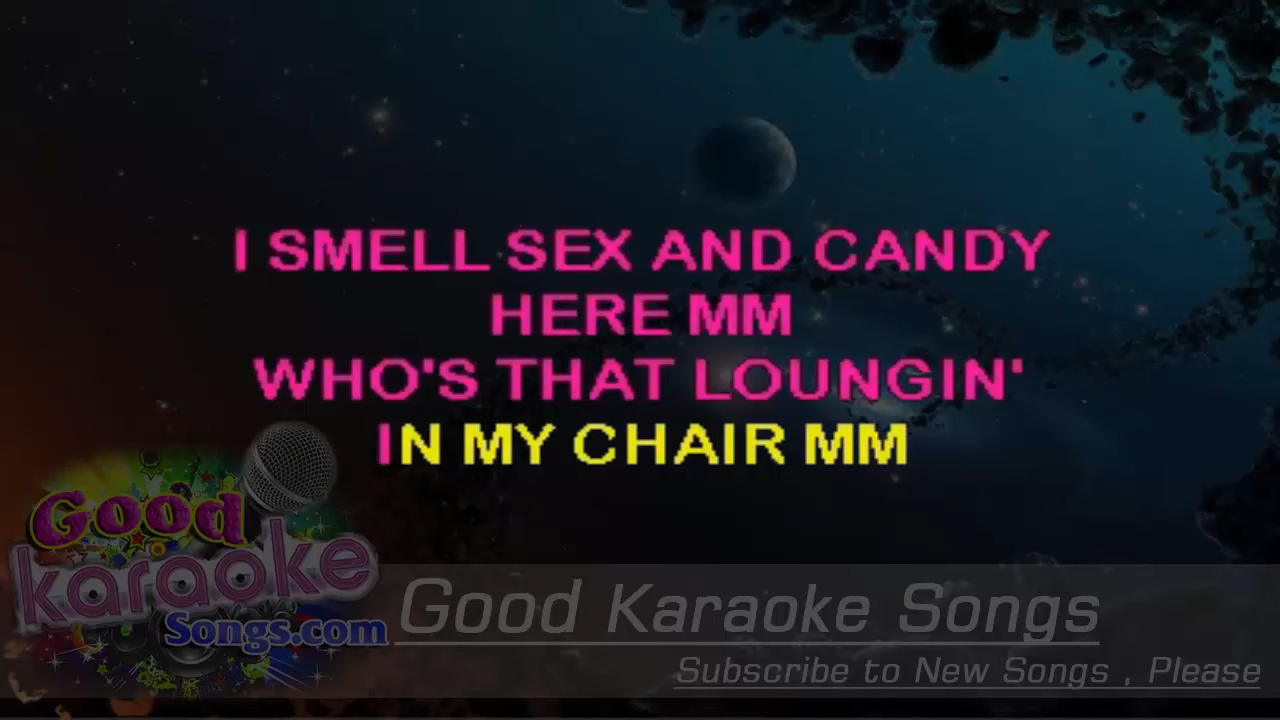 I SMELL SEX AND CANDY
HERE MM
WHO'S THAT LOUNGIN'
IN MY CHAIR MM
Good
karaoke
Songs.com
Good Karaoke Songs
Subscribe to New Songs , Please